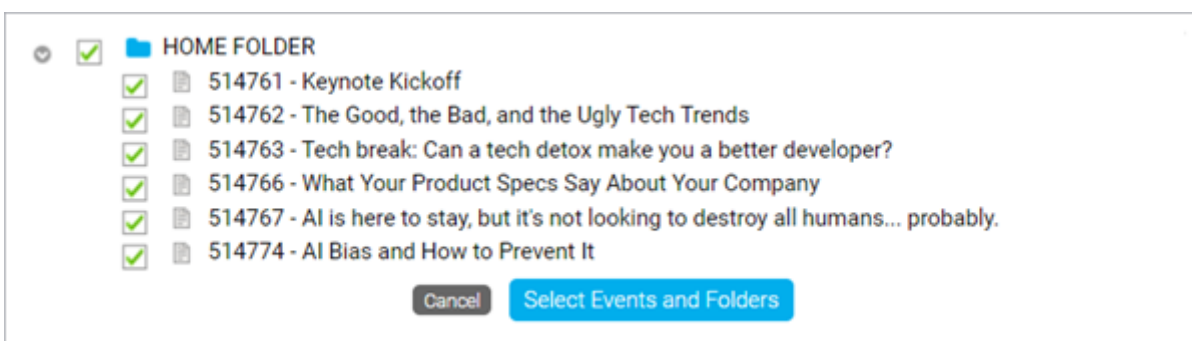 HOME FOLDER
514761 - Keynote Kickoff
514762 - The Good, the Bad, and the Ugly Tech Trends
514763 - Tech break: Can a tech detox make you a better developer?
514766 - What Your Product Specs Say About Your Company
514767 - AI is here to stay, but it's not looking to destroy all humans... probably.
514774 - AI Bias and How to Prevent It
Cancel Select Events and Folders